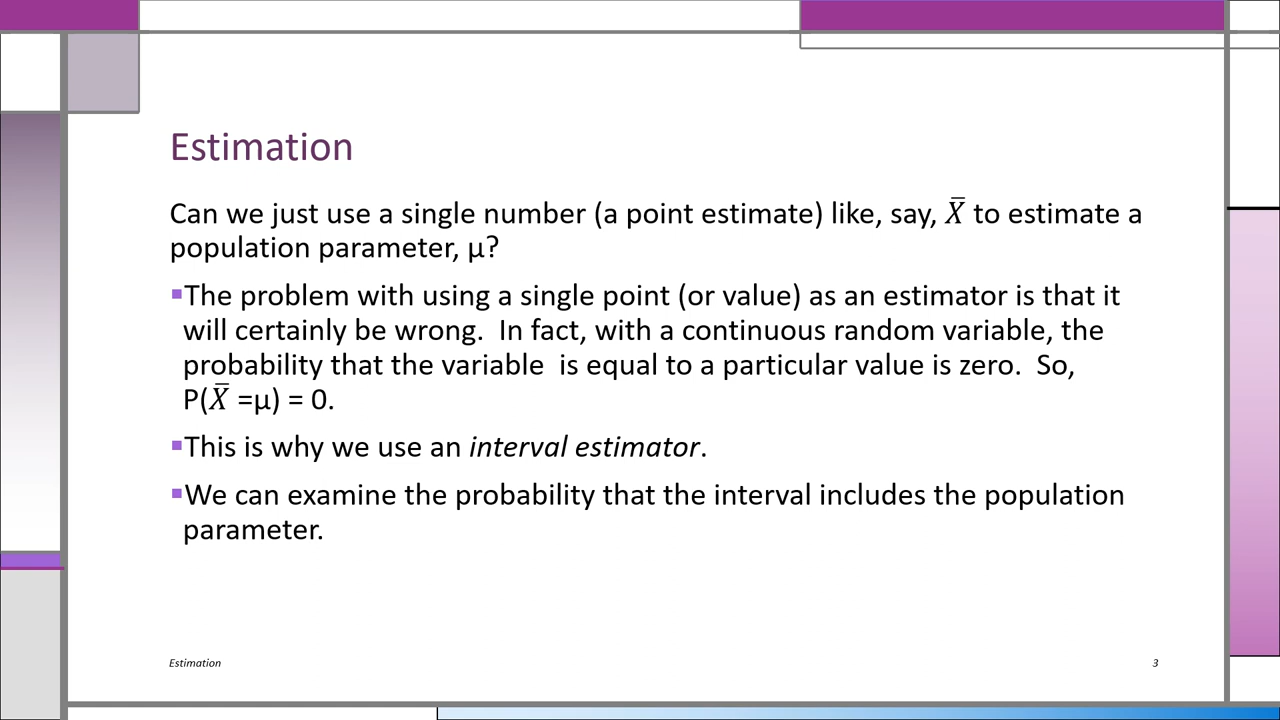 Estimation
Can we just use a single number (a point estimate) like, say, X̄ to estimate a
population parameter, µ?
▪The problem with using a single point (or value) as an estimator is that it
will certainly be wrong.  In fact, with a continuous random variable, the
probability that the variable  is equal to a particular value is zero.  So,
P(X̄ =µ) = 0.
▪This is why we use an interval estimator.
▪We can examine the probability that the interval includes the population
parameter.
Estimation
3